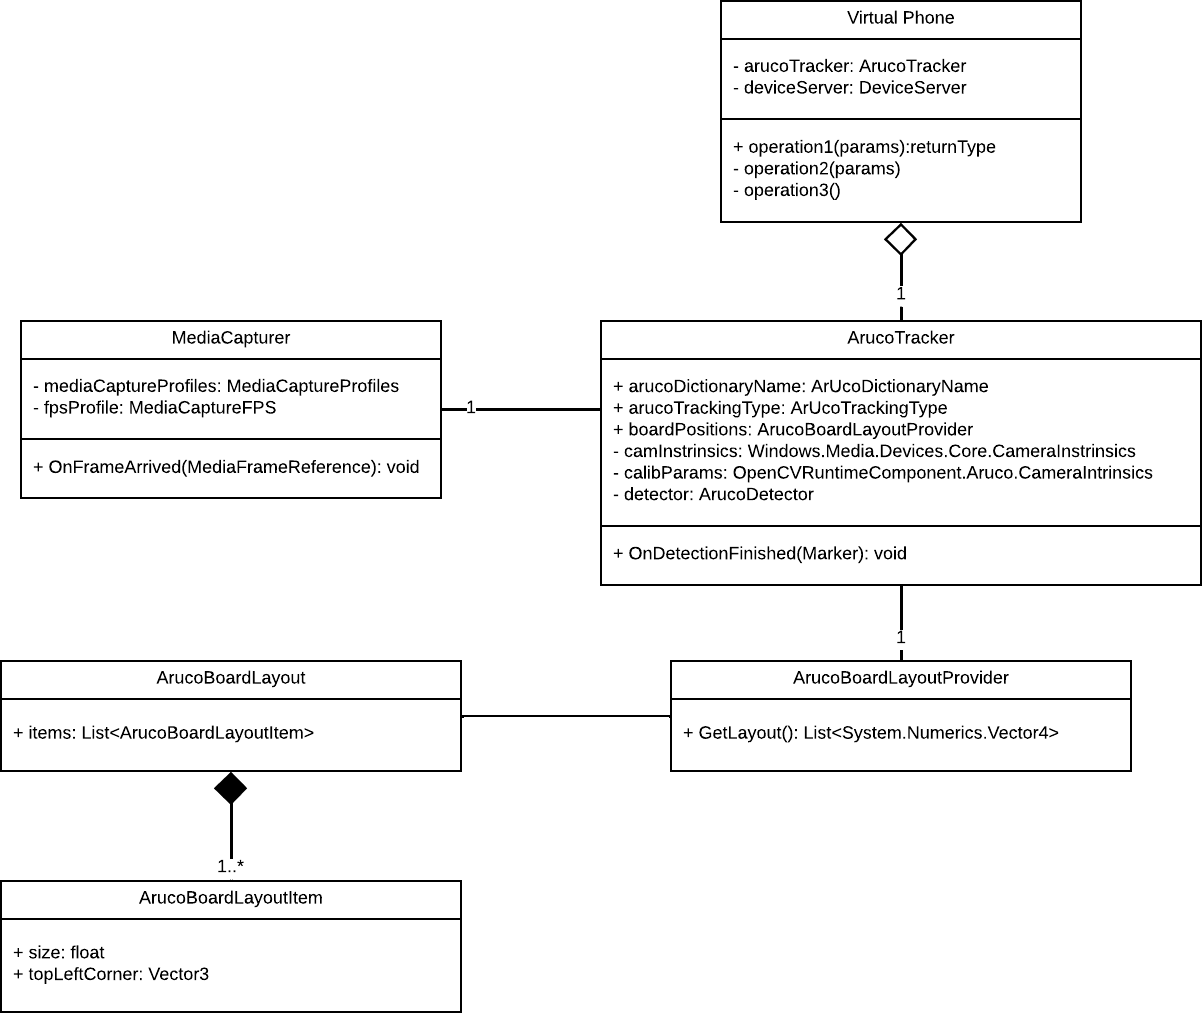 Virtual Phone
- arucoTracker: ArucoTracker
- deviceServer: DeviceServer
+ operation1(params):returnType
- operation2(params)
- operation3()
1
MediaCapturer
- mediaCaptureProfiles: MediaCaptureProfiles
- fpsProfile: MediaCaptureFPS
+ OnFrameArrived(MediaFrameReference): void
1
ArucoTracker
+ arucoDictionaryName: ArUcoDictionaryName
+ arucoTrackingType: ArUcoTrackingType
+ boardPositions: ArucoBoardLayoutProvider
- camInstrinsics: Windows.Media.Devices.Core.CameraInstrinsics
- calibParams: OpenCVRuntimeComponent.Aruco.CameraIntrinsics
- detector: ArucoDetector
+ OnDetectionFinished(Marker): void
1
ArucoBoardLayout
+ items: List<ArucoBoardLayoutItem>
ArucoBoardLayoutProvider
+ GetLayout(): List<System.Numerics.Vector4>
1..*
ArucoBoardLayoutItem
+ size: float
+ topLeftCorner: Vector3